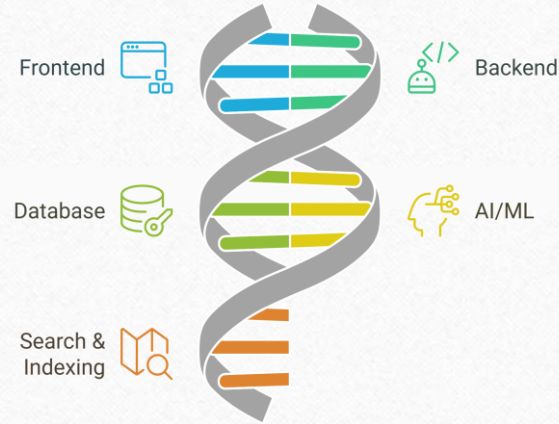 Frontend
Backend
Database
AI/ML
Search &
Indexing